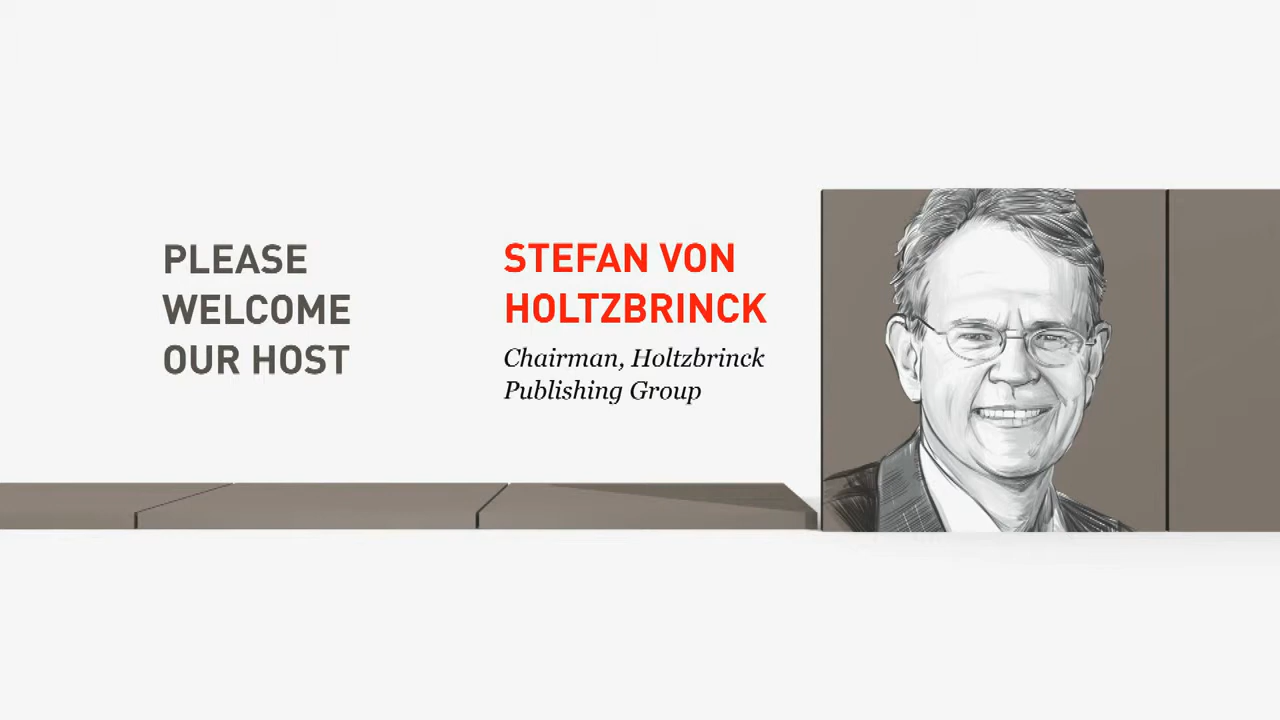 PLEASE
WELCOME
OUR HOST
STEFAN VON
HOLTZBRINCK
Chairman, Holtzbrinck
Publishing Group